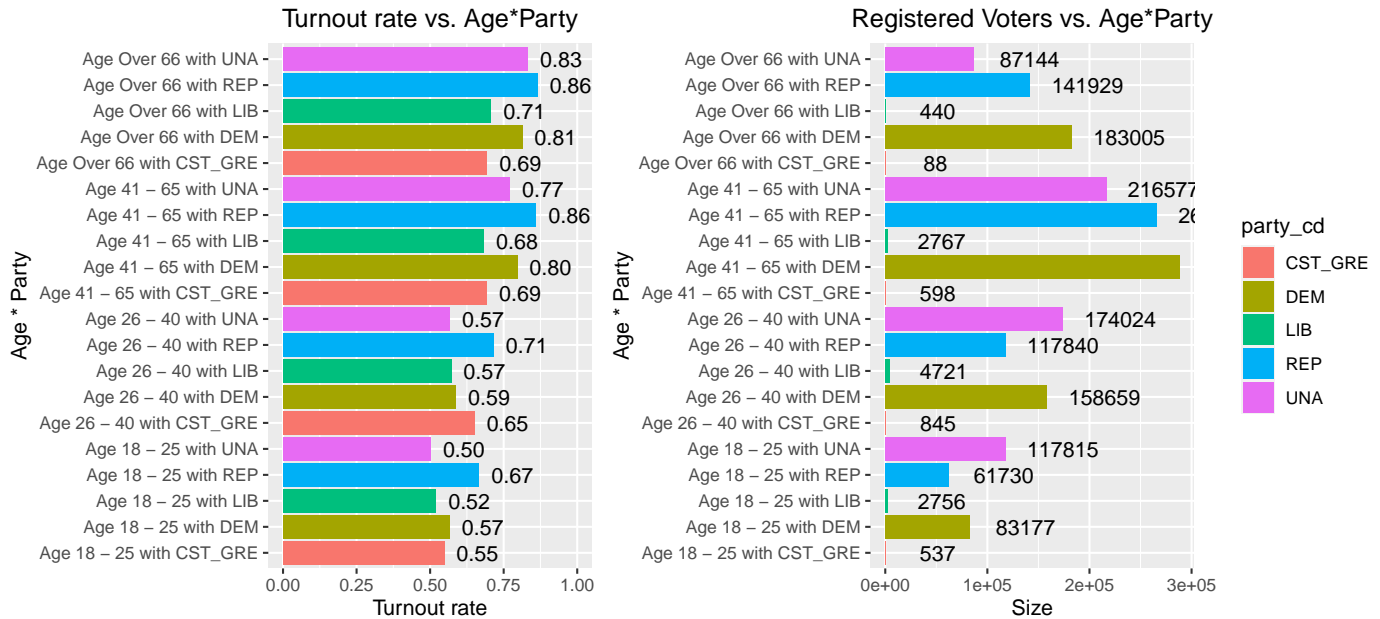 Turnout rate vs. Age*Party
Age * Party
Age Over 66 with UNA 0.83
Age Over 66 with REP 0.86
Age Over 66 with LIB 0.71
Age Over 66 with DEM 0.81
Age Over 66 with CST_GRE 0.69
Age 41 − 65 with UNA 0.77
Age 41 − 65 with REP 0.86
Age 41 − 65 with LIB 0.68
Age 41 − 65 with DEM 0.80
Age 41 − 65 with CST_GRE 0.69
Age 26 − 40 with UNA 0.57
Age 26 − 40 with REP 0.71
Age 26 − 40 with LIB 0.57
Age 26 − 40 with DEM 0.59
Age 26 − 40 with CST_GRE 0.65
Age 18 − 25 with UNA 0.50
Age 18 − 25 with REP 0.67
Age 18 − 25 with LIB 0.52
Age 18 − 25 with DEM 0.57
Age 18 − 25 with CST_GRE 0.55
0.00 0.25 0.50 0.75 1.00
Turnout rate
Registered Voters vs. Age*Party
Age * Party
Age Over 66 with UNA 87144
Age Over 66 with REP 141929
Age Over 66 with LIB 440
Age Over 66 with DEM 183005
Age Over 66 with CST_GRE 88
Age 41 − 65 with UNA 216577
Age 41 − 65 with REP
Age 41 − 65 with LIB 2767
Age 41 − 65 with DEM
Age 41 − 65 with CST_GRE 598
Age 26 − 40 with UNA 174024
Age 26 − 40 with REP 117840
Age 26 − 40 with LIB 4721
Age 26 − 40 with DEM 158659
Age 26 − 40 with CST_GRE 845
Age 18 − 25 with UNA 117815
Age 18 − 25 with REP 61730
Age 18 − 25 with LIB 2756
Age 18 − 25 with DEM 83177
Age 18 − 25 with CST_GRE 537
0e+00 1e+05 2e+05 3e+05
Size
party_cd
CST_GRE
DEM
LIB
REP
UNA